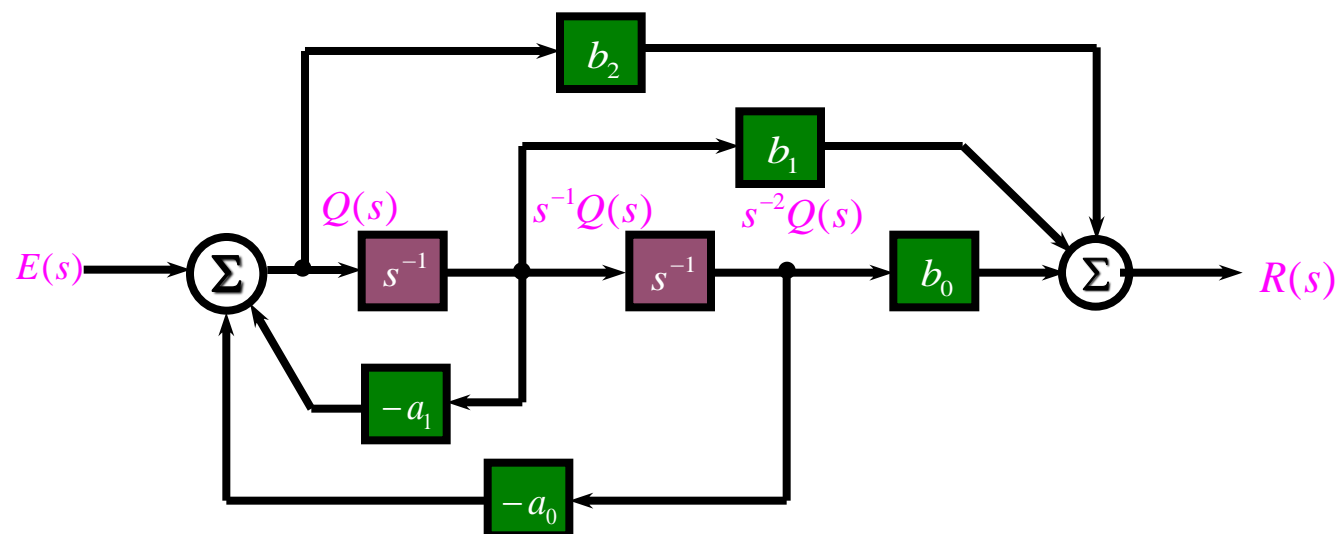 b₂
b₁
Q(s)
s⁻¹Q(s)
s⁻²Q(s)
E(s)
Σ
s⁻¹
s⁻¹
b₀
Σ
R(s)
−a₁
−a₀